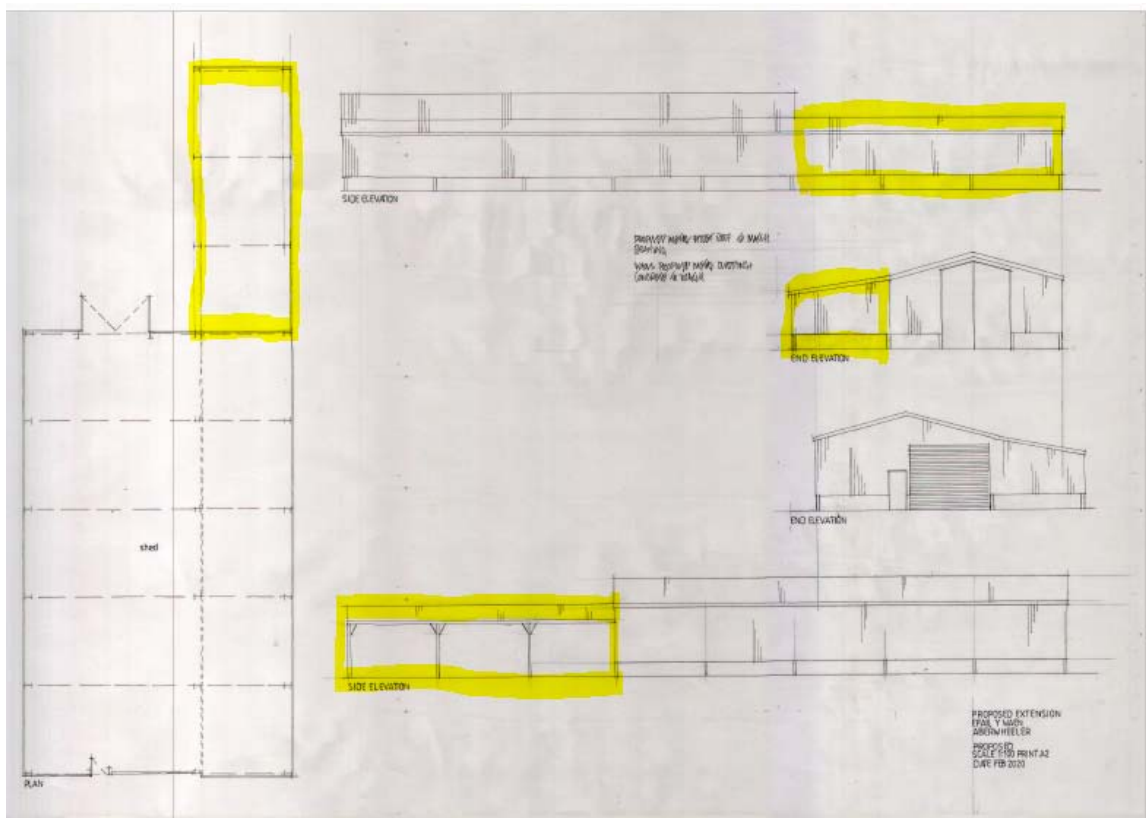 SIDE ELEVATION
END ELEVATION
shed
END ELEVATION
SIDE ELEVATION
PROPOSED EXTENSION
EFAIL Y WAEN
ABERWHEELER
PROPOSED
SCALE 1:100 PRINT A2
DATE FEB 2020
PLAN